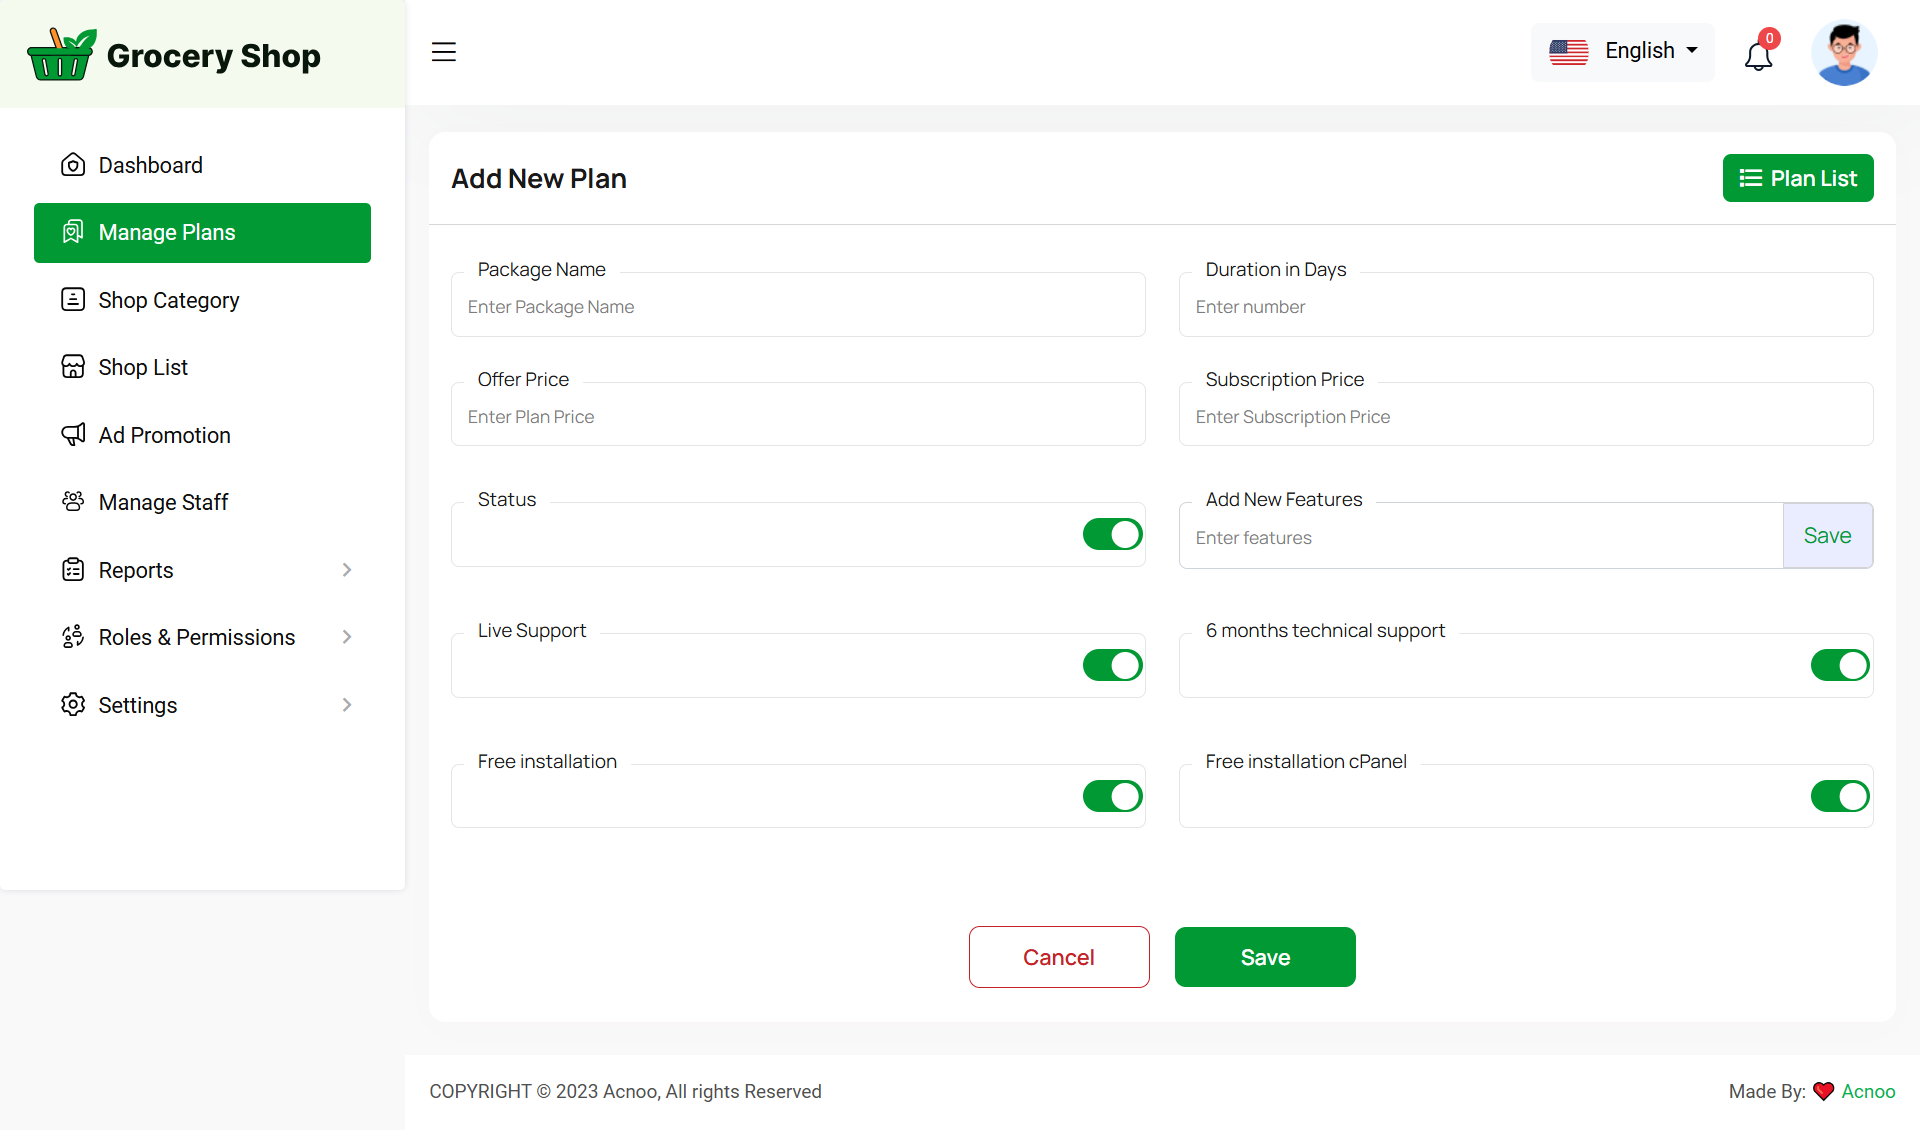 Grocery Shop
English
0
Dashboard
Manage Plans
Shop Category
Shop List
Ad Promotion
Manage Staff
Reports
Roles & Permissions
Settings
Add New Plan
Plan List
Package Name
Enter Package Name
Duration in Days
Enter number
Offer Price
Enter Plan Price
Subscription Price
Enter Subscription Price
Status
Add New Features
Enter features
Save
Live Support
6 months technical support
Free installation
Free installation cPanel
Cancel
Save
COPYRIGHT © 2023 Acnoo, All rights Reserved
Made By: ❤️ Acnoo